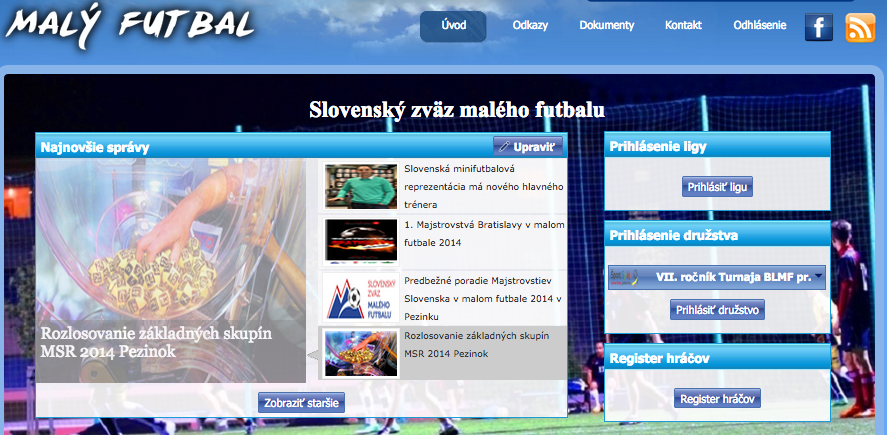 MALÝ FUTBAL
Úvod
Odkazy
Dokumenty
Kontakt
Odhlásenie
Slovenský zväz malého futbalu
Najnovšie správy
Upraviť
Rozlosovanie základných skupín
MSR 2014 Pezinok
Slovenská minifutbalová
reprezentácia má nového hlavného
trénera
1. Majstrovstvá Bratislavy v malom
futbale 2014
SLOVENSKÝ
ZVÄZ
MALÉHO
FUTBALU
Predbežné poradie Majstrovstiev
Slovenska v malom futbale 2014 v
Pezinku
Rozlosovanie základných skupín
MSR 2014 Pezinok
Zobraziť staršie
Prihlásenie ligy
Prihlásiť ligu
Prihlásenie družstva
VII. ročník Turnaja BLMF pr.
Prihlásiť družstvo
Register hráčov
Register hráčov